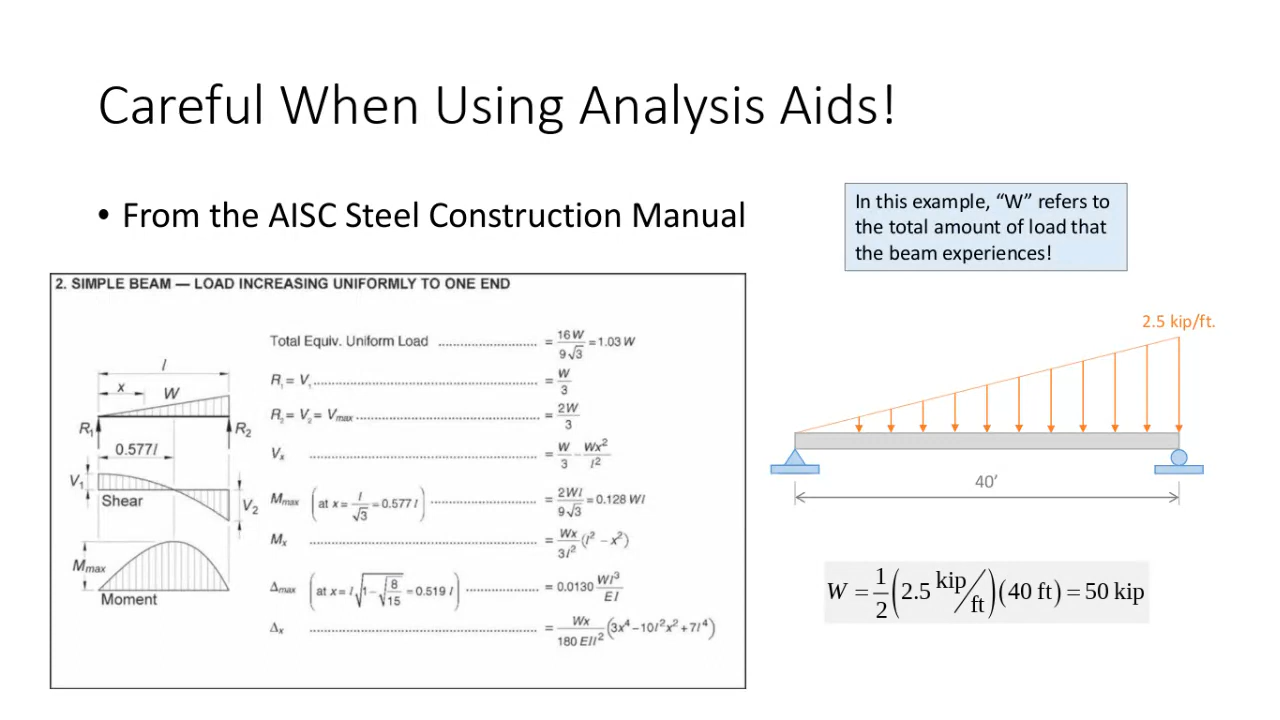 Careful When Using Analysis Aids!
• From the AISC Steel Construction Manual
In this example, “W” refers to
the total amount of load that
the beam experiences!
2. SIMPLE BEAM — LOAD INCREASING UNIFORMLY TO ONE END
Total Equiv. Uniform Load .......................... = 16W / 9√3 = 1.03 W
R₁ = V₁ .......................... = W / 3
R₂ = V₂ = Vmax .......................... = 2W / 3
Vx .......................... = W / 3 - Wx² / l²
Mmax (at x = l / √3 = 0.577 l) .......................... = 2Wl / 9√3 = 0.128 Wl
Mx .......................... = Wx / 3l² (l² – x²)
Δmax (at x = l √(1 – √(8/15)) = 0.519 l) .......................... = 0.0130 Wl³ / EI
Δx .......................... = Wx / 180 EIl² (3x⁴ – 10l²x² + 7l⁴)
l
x
W
R₁
R₂
0.577l
V₁
Shear
V₂
Mmax
Moment
2.5 kip/ft.
40’
W = 1/2 (2.5 kip/ft) (40 ft) = 50 kip